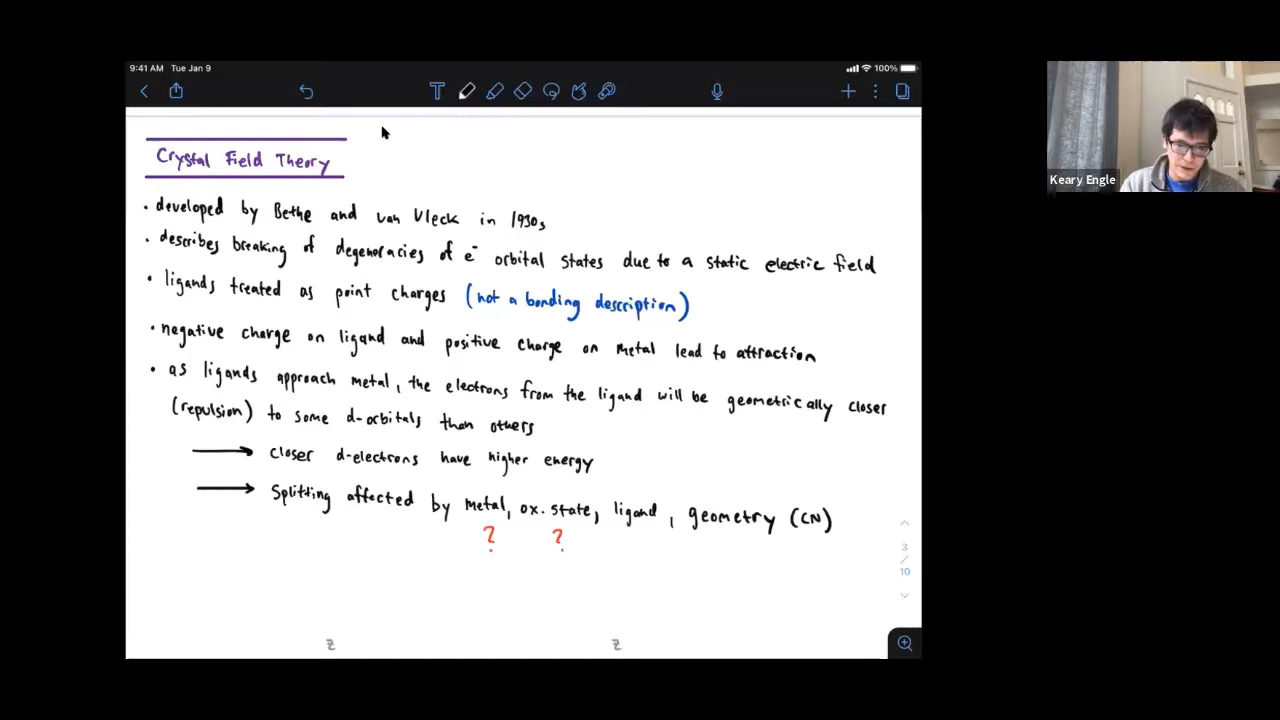 9:41 AM Tue Jan 9
100%
Crystal Field Theory
Keary Engle
• developed by Bethe and van Vleck in 1930s
• describes breaking of degeneracies of e⁻ orbital states due to a static electric field
• ligands treated as point charges (not a bonding description)
• negative charge on ligand and positive charge on metal lead to attraction
• as ligands approach metal, the electrons from the ligand will be geometrically closer
(repulsion) to some d-orbitals than others
→ closer d-electrons have higher energy
→ splitting affected by metal, ox. state, ligand, geometry (CN)
? ?
3
/
10
z z